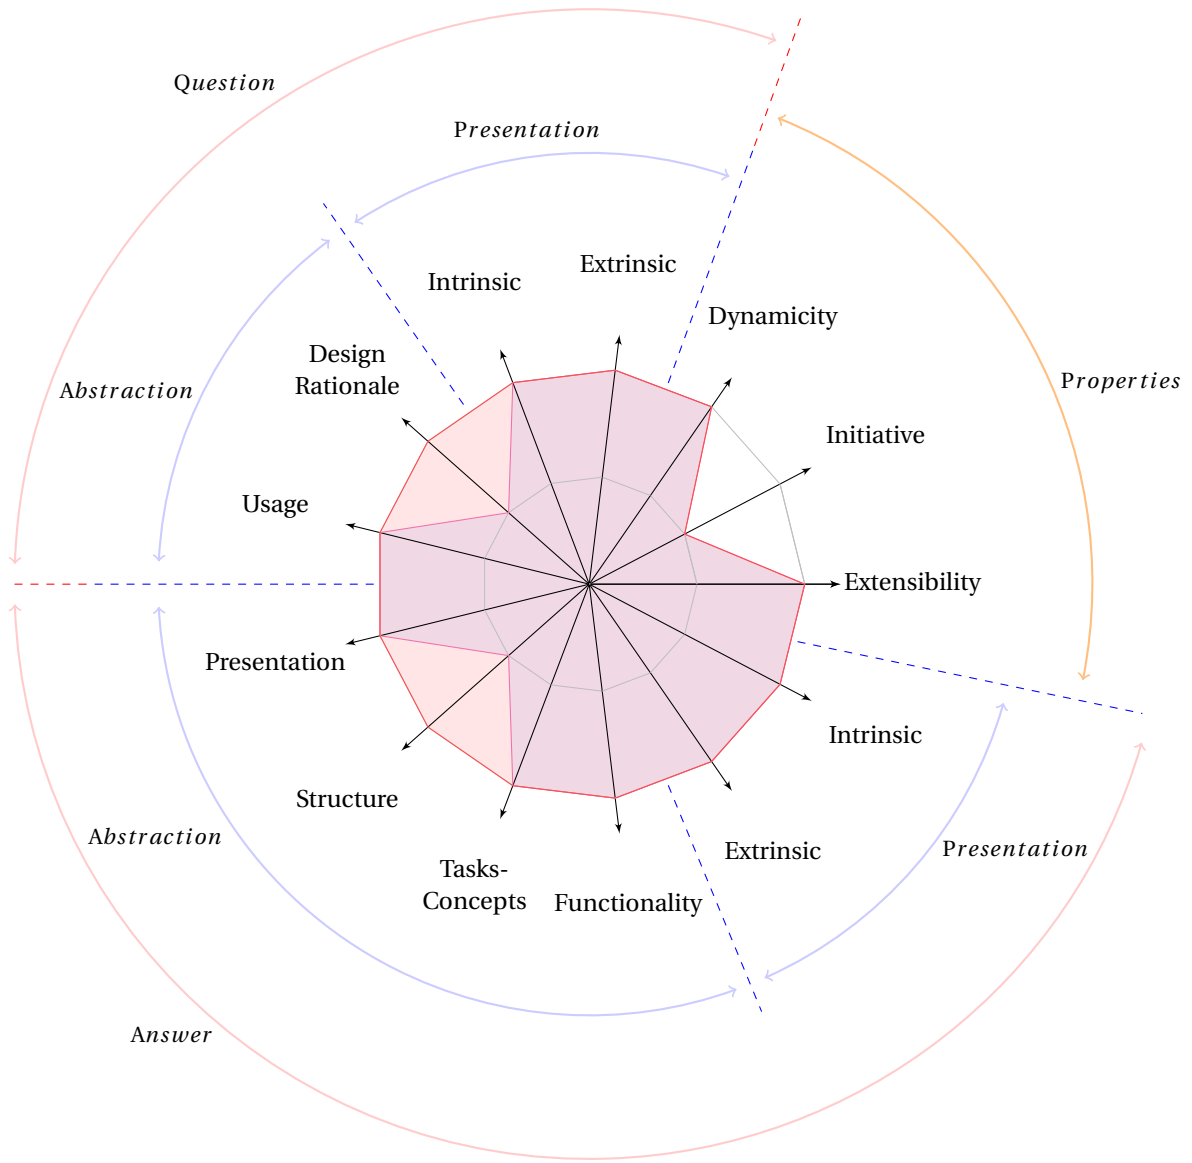 Question
Presentation
Extrinsic
Intrinsic
Dynamicity
Design
Rationale
Properties
Abstraction
Initiative
Usage
Extensibility
Presentation
Intrinsic
Structure
Abstraction
Presentation
Extrinsic
Tasks-
Concepts
Functionality
Answer